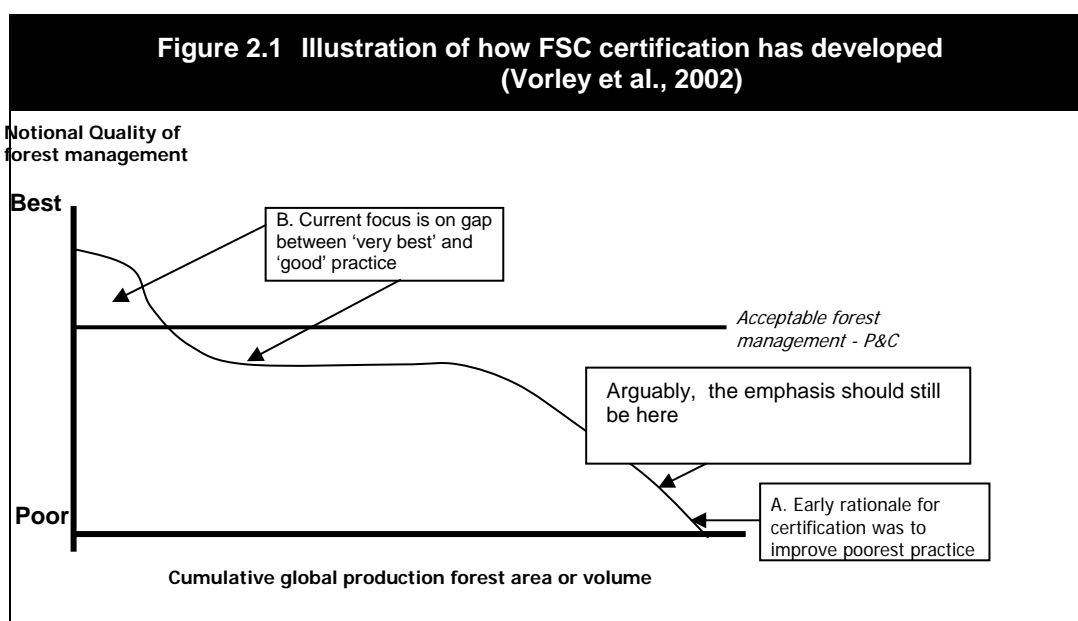 Figure 2.1 Illustration of how FSC certification has developed
(Vorley et al., 2002)
Notional Quality of
forest management
Best
B. Current focus is on gap
between ‘very best’ and
‘good’ practice
Acceptable forest
management - P&C
Arguably, the emphasis should still
be here
Poor
A. Early rationale for
certification was to
improve poorest practice
Cumulative global production forest area or volume